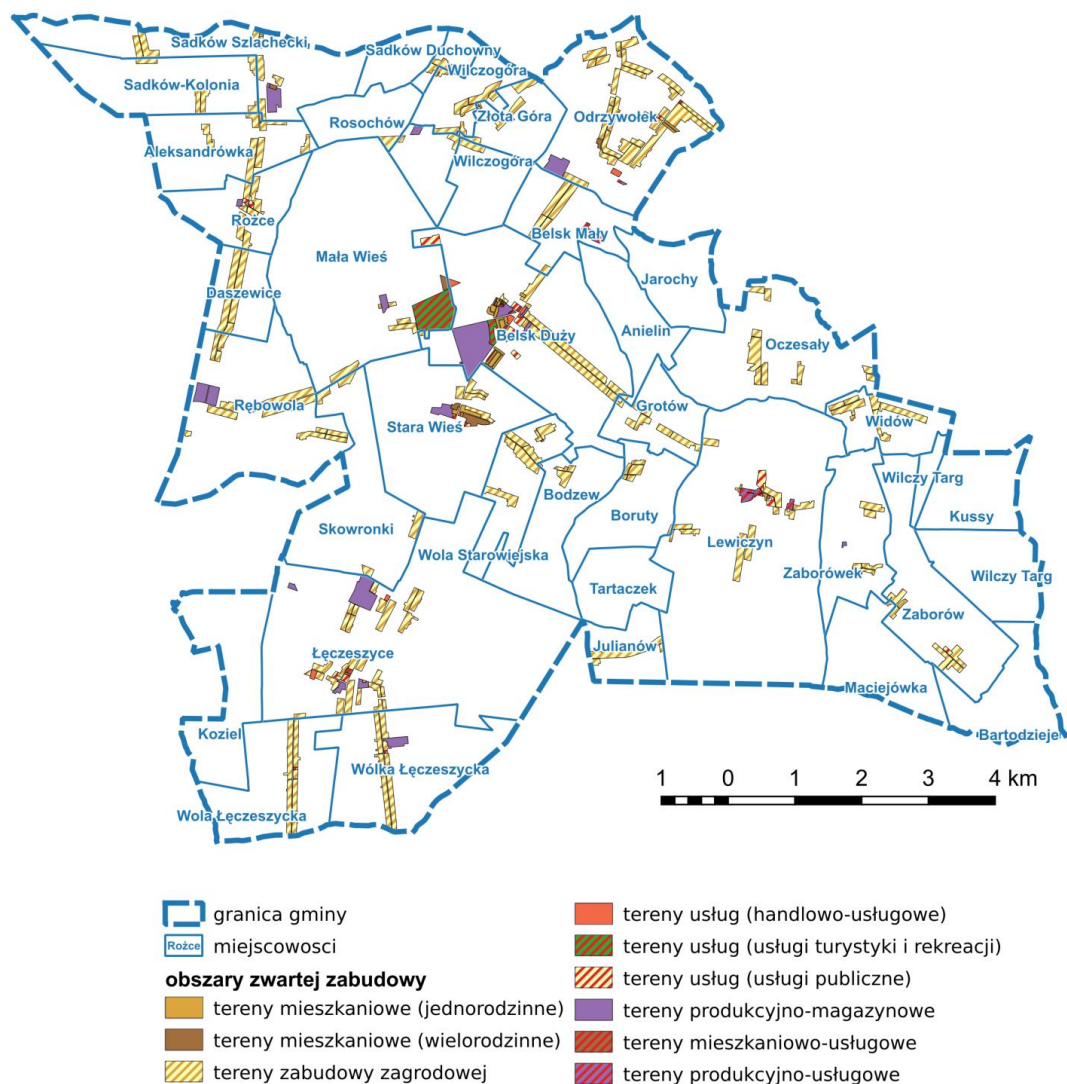 Sadków Szlachecki
Sadków Duchowny
Wilczogóra
Sadków-Kolonia
Rosochów
Złota Góra
Odrzywołek
Aleksandrówka
Wilczogóra
Rożce
Belsk Mały
Mała Wieś
Jarochy
Daszewice
Anielin
Belsk Duży
Oczesały
Rębowola
Grotów
Stara Wieś
Widów
Wilczy Targ
Bodzew
Kussy
Skowronki
Boruty
Lewiczyn
Wola Starowiejska
Zaborówek
Wilczy Targ
Tartaczek
Zaborów
Julianów
Łęczeszyce
Maciejówka
Koziel
Bartodzieje
Wólka Łęczeszycka
Wola Łęczeszycka
1 0 1 2 3 4 km
granica gminy
Rożce miejscowosci
obszary zwartej zabudowy
tereny mieszkaniowe (jednorodzinne)
tereny mieszkaniowe (wielorodzinne)
tereny zabudowy zagrodowej
tereny usług (handlowo-usługowe)
tereny usług (usługi turystyki i rekreacji)
tereny usług (usługi publiczne)
tereny produkcyjno-magazynowe
tereny mieszkaniowo-usługowe
tereny produkcyjno-usługowe